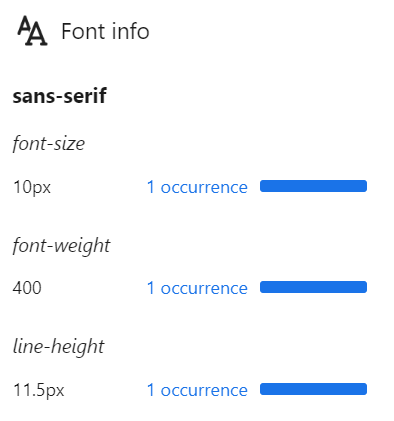 Font info
sans-serif
font-size
10px 1 occurrence
font-weight
400 1 occurrence
line-height
11.5px 1 occurrence